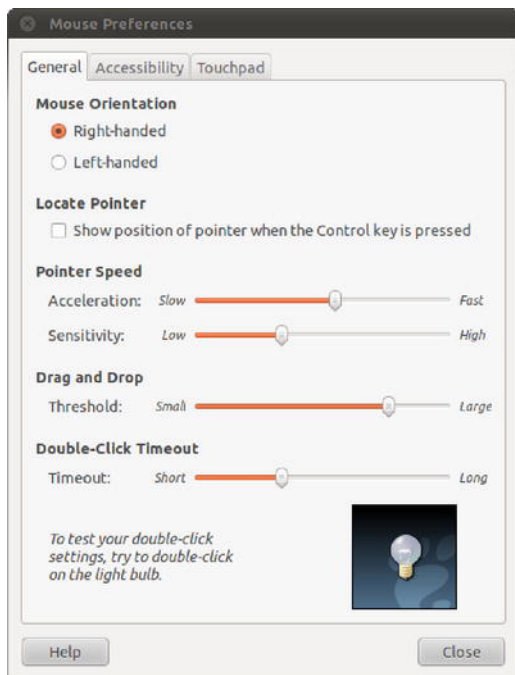 Mouse Preferences
General Accessibility Touchpad
Mouse Orientation
Right-handed
Left-handed
Locate Pointer
Show position of pointer when the Control key is pressed
Pointer Speed
Acceleration: Slow Fast
Sensitivity: Low High
Drag and Drop
Threshold: Small Large
Double-Click Timeout
Timeout: Short Long
To test your double-click
settings, try to double-click
on the light bulb.
Help Close